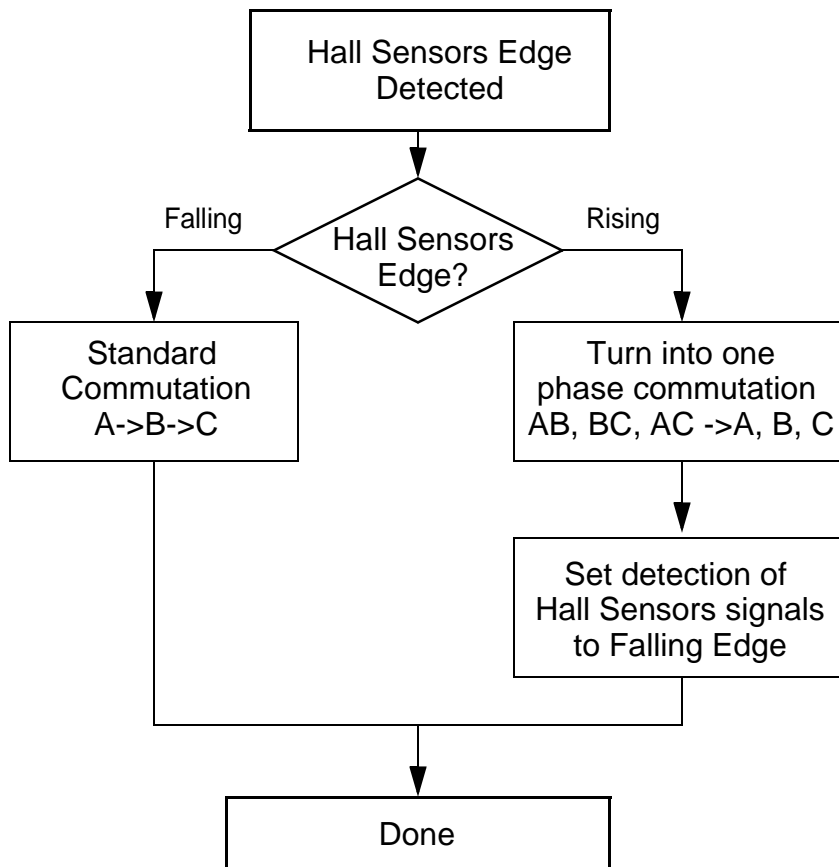 Hall Sensors Edge
Detected
Falling
Rising
Hall Sensors
Edge?
Standard
Commutation
A->B->C
Turn into one
phase commutation
AB, BC, AC ->A, B, C
Set detection of
Hall Sensors signals
to Falling Edge
Done